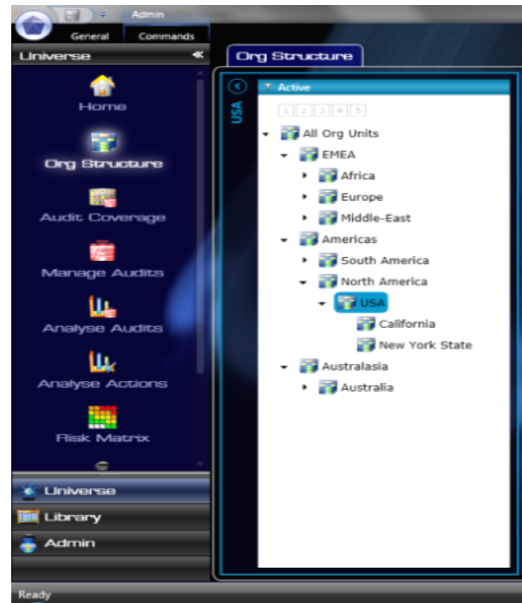 Admin
General Commands
Universe
Org Structure
Home
Org Structure
Audit Coverage
Manage Audits
Analyse Audits
Analyse Actions
Risk Matrix
Universe
Library
Admin
USA
Active
1 2 3 4 5
All Org Units
EMEA
Africa
Europe
Middle-East
Americas
South America
North America
USA
California
New York State
Australasia
Australia
Ready